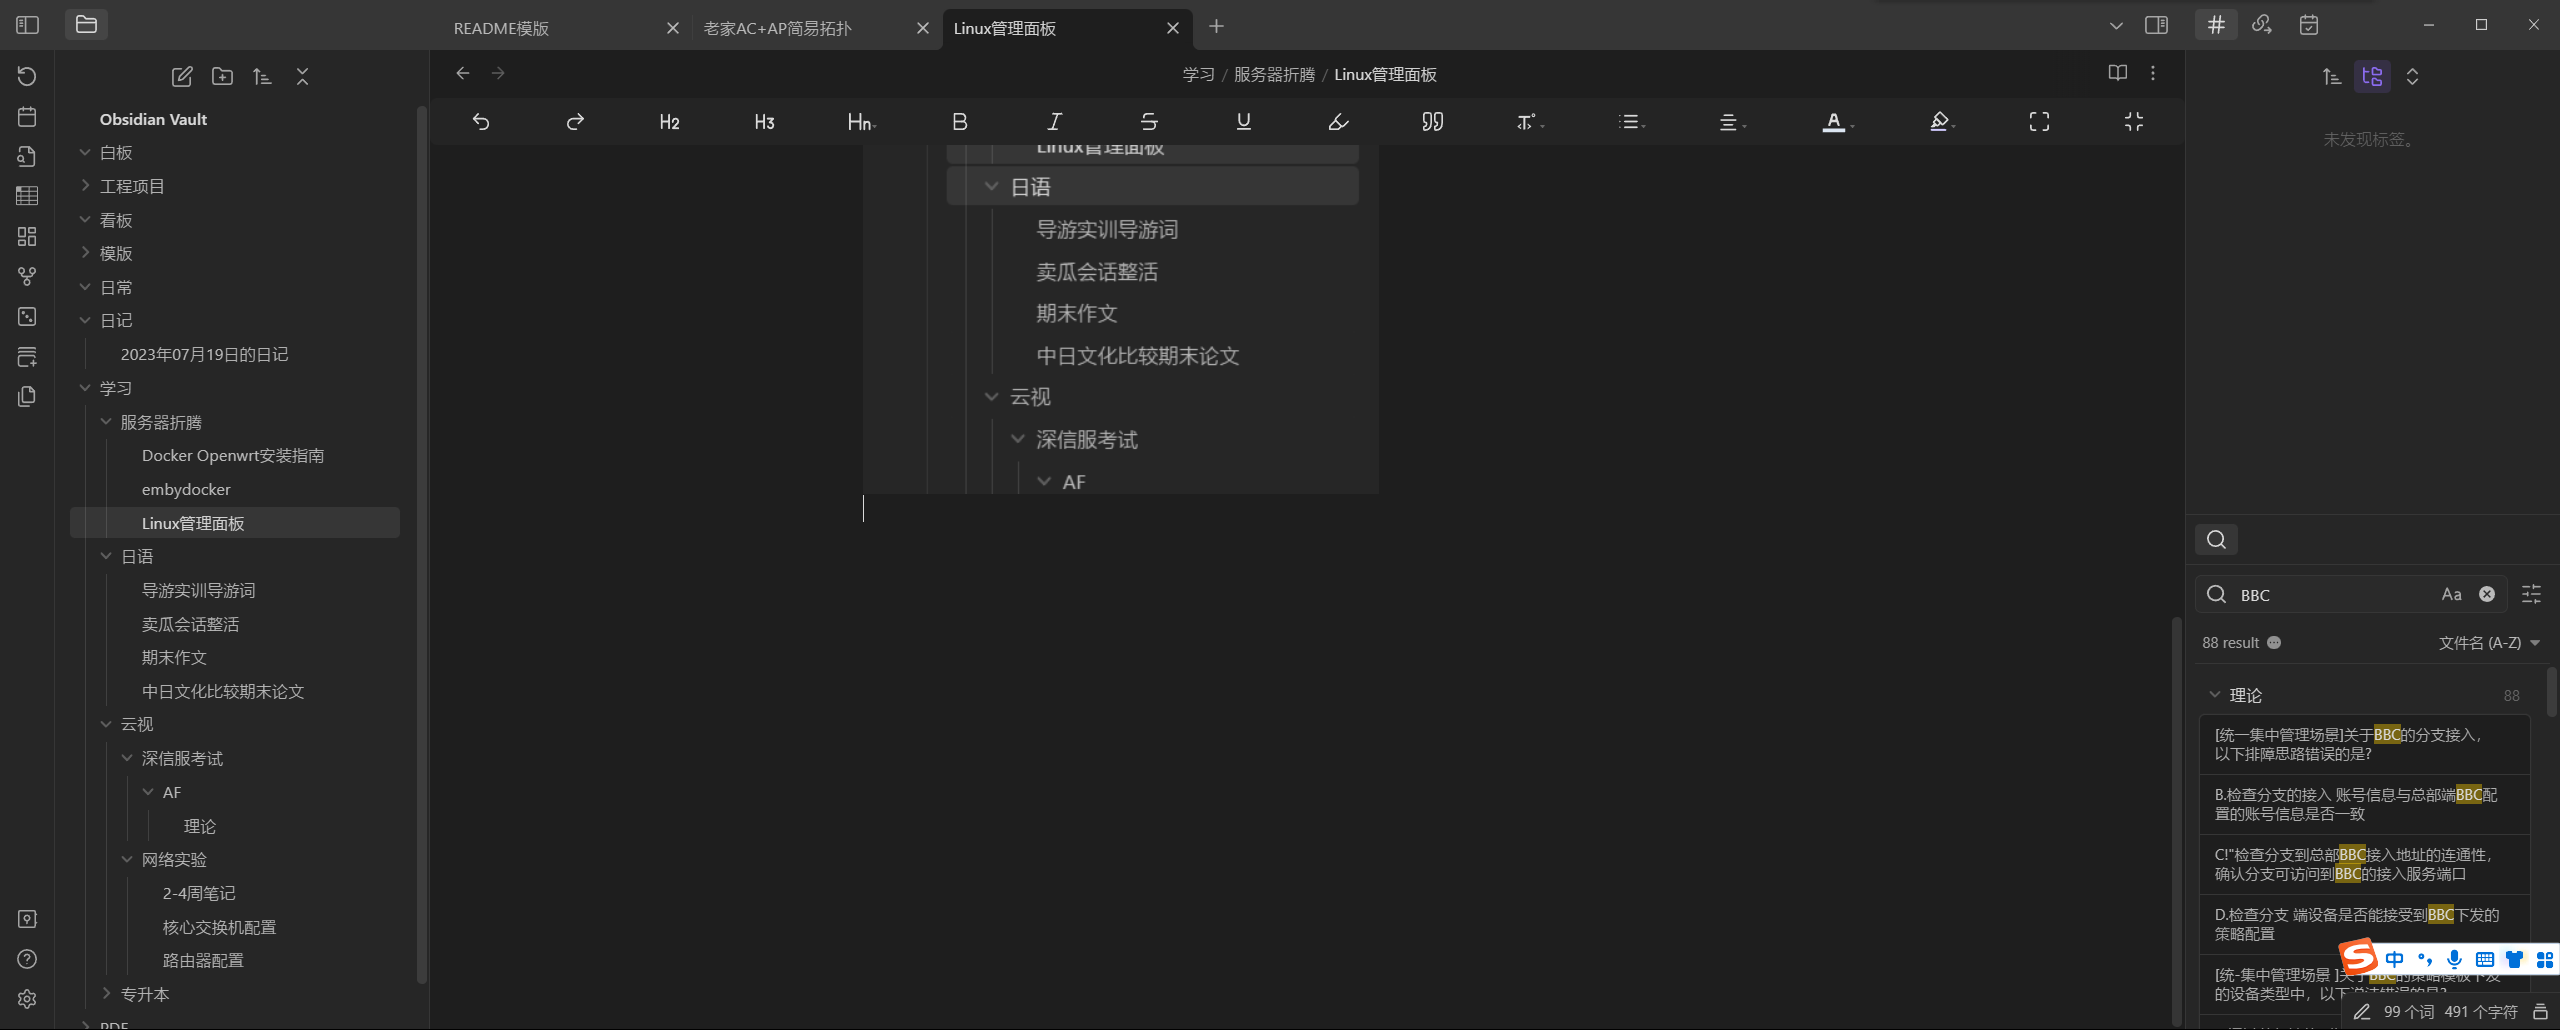 README模版
老家AC+AP简易拓扑
Linux管理面板
Obsidian Vault
白板
工程项目
看板
模版
日常
日记
2023年07月19日的日记
学习
服务器折腾
Docker Openwrt安装指南
embydocker
Linux管理面板
日语
导游实训导游词
卖瓜会话整活
期末作文
中日文化比较期末论文
云视
深信服考试
AF
理论
网络实验
2-4周笔记
核心交换机配置
路由器配置
专升本
PDF
学习 / 服务器折腾 / Linux管理面板
H2 H3 Hn B I S U A
Linux管理面板
日语
导游实训导游词
卖瓜会话整活
期末作文
中日文化比较期末论文
云视
深信服考试
AF
未发现标签。
BBC Aa
88 result 文件名 (A-Z)
理论 88
[统一集中管理场景]关于BBC的分支接入，
以下排障思路错误的是?
B.检查分支的接入 账号信息与总部端BBC配
置的账号信息是否一致
C!"检查分支到总部BBC接入地址的连通性，
确认分支可访问到BBC的接入服务端口
D.检查分支 端设备是否能接受到BBC下发的
策略配置
S 中
[统-集中管理场景 ]关于BBC的策略模板下发
的设备类型中，以下说法错误的是?
99 个词 491 个字符